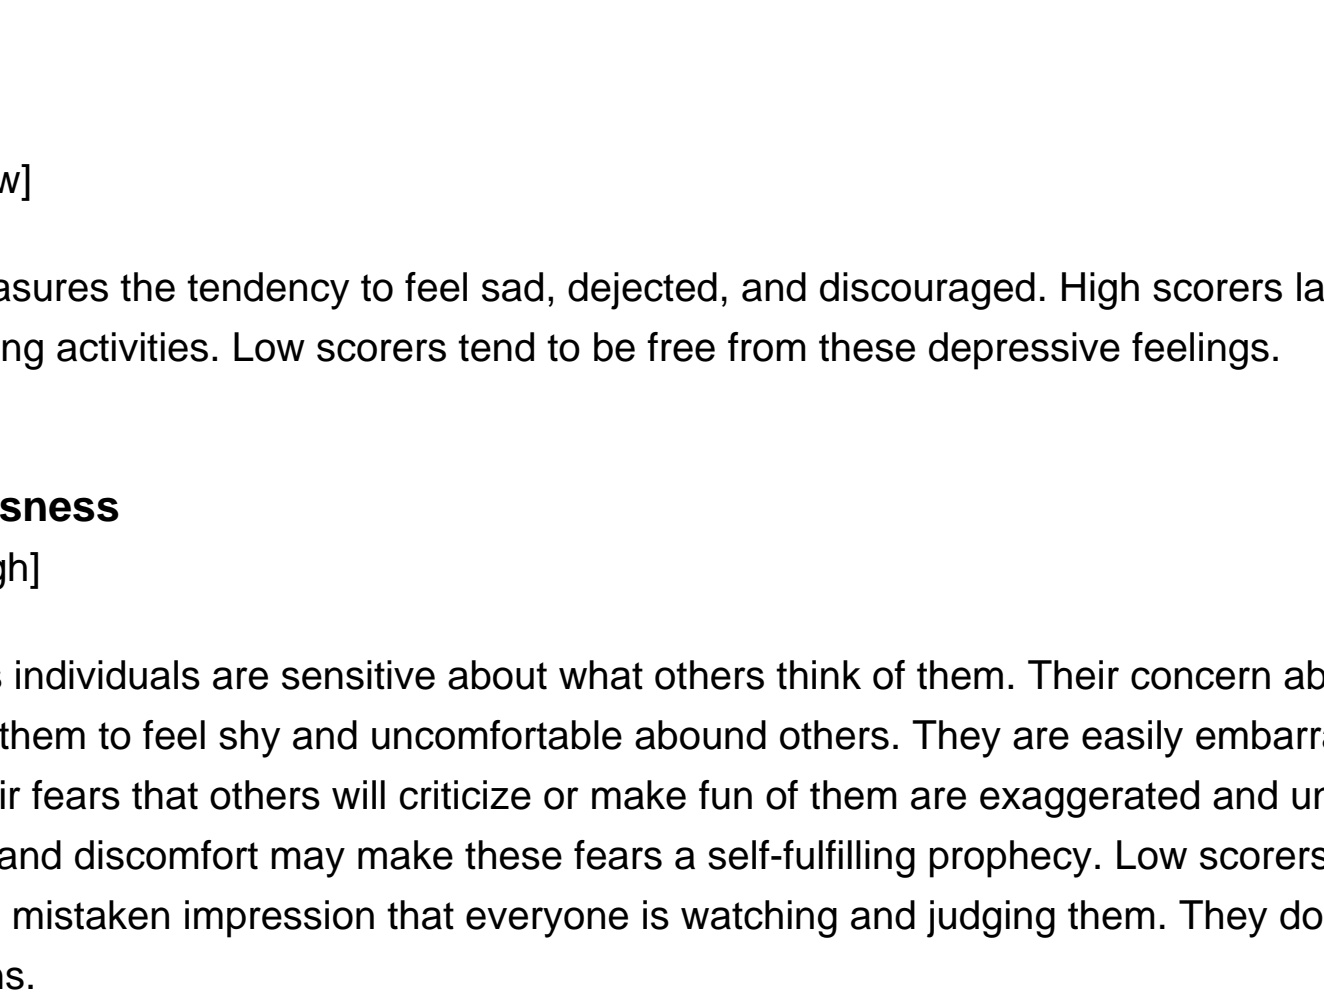 w]
asures the tendency to feel sad, dejected, and discouraged. High scorers la
ng activities. Low scorers tend to be free from these depressive feelings.
sness
gh]
s individuals are sensitive about what others think of them. Their concern ab
them to feel shy and uncomfortable abound others. They are easily embarra
ir fears that others will criticize or make fun of them are exaggerated and un
and discomfort may make these fears a self-fulfilling prophecy. Low scorers
mistaken impression that everyone is watching and judging them. They do
ns.